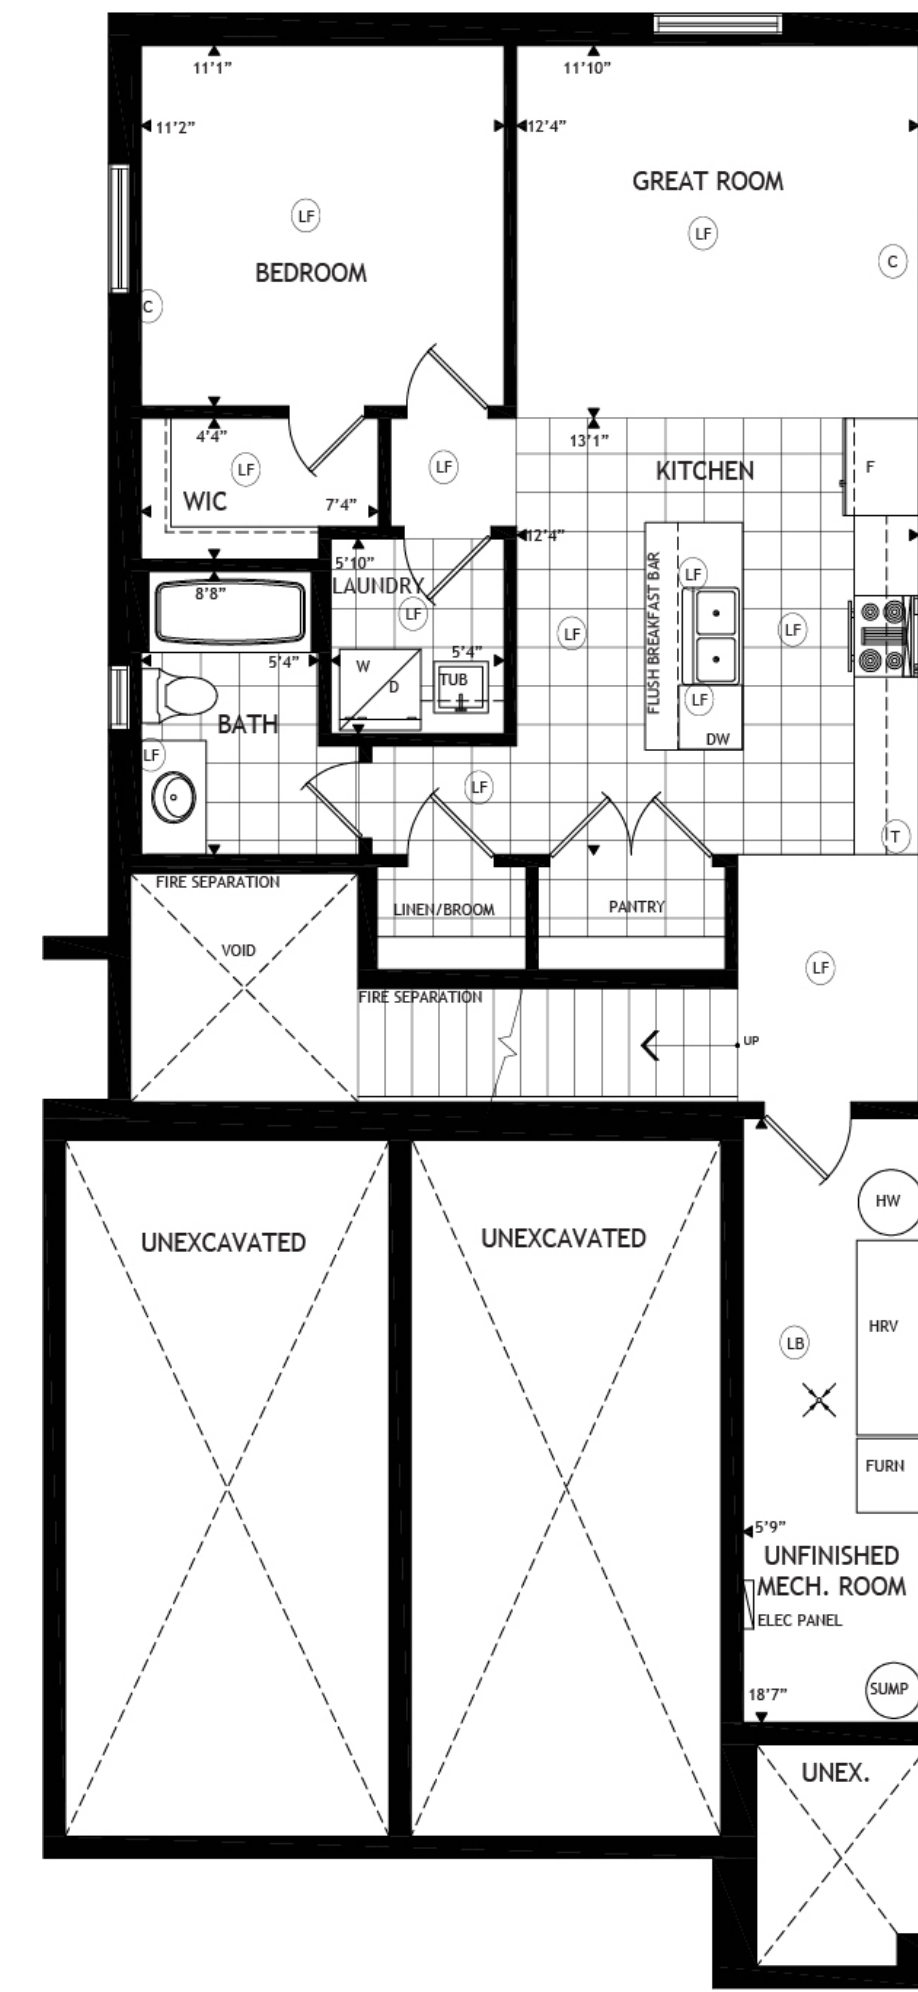 11'1"
11'10"
11'2"
12'4"
GREAT ROOM
LF
LF
C
BEDROOM
C
4'4"
13'1"
LF
LF
KITCHEN
F
WIC
7'4"
12'4"
5'10"
LAUNDRY
8'8"
LF
LF
LF
LF
FLUSH BREAKFAST BAR
5'4"
5'4"
W
D
TUB
LF
BATH
DW
LF
LF
T
FIRE SEPARATION
LINEN/BROOM
PANTRY
VOID
LF
FIRE SEPARATION
UP
UNEXCAVATED
UNEXCAVATED
HW
HRV
LB
FURN
5'9"
UNFINISHED
MECH. ROOM
ELEC PANEL
SUMP
18'7"
UNEX.